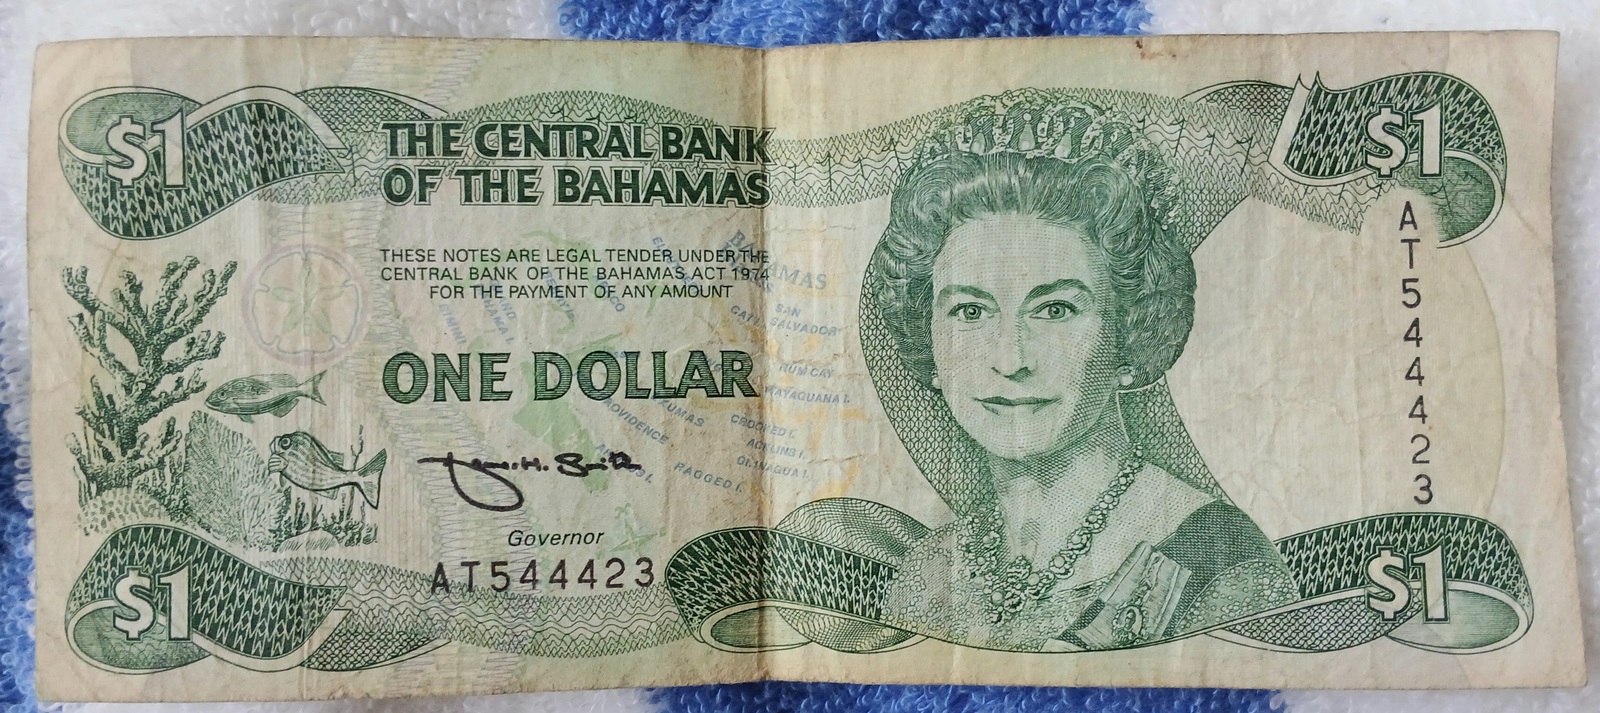 $1
$1
THE CENTRAL BANK
OF THE BAHAMAS
THESE NOTES ARE LEGAL TENDER UNDER THE
CENTRAL BANK OF THE BAHAMAS ACT 1974
FOR THE PAYMENT OF ANY AMOUNT
BAHAMAS
SAN
SALVADOR
ONE DOLLAR
RUM CAY
MAYAGUANA I.
CROOKED I.
ACKLINS I.
RAGGED I.
Governor
AT544423
AT544423
$1
$1